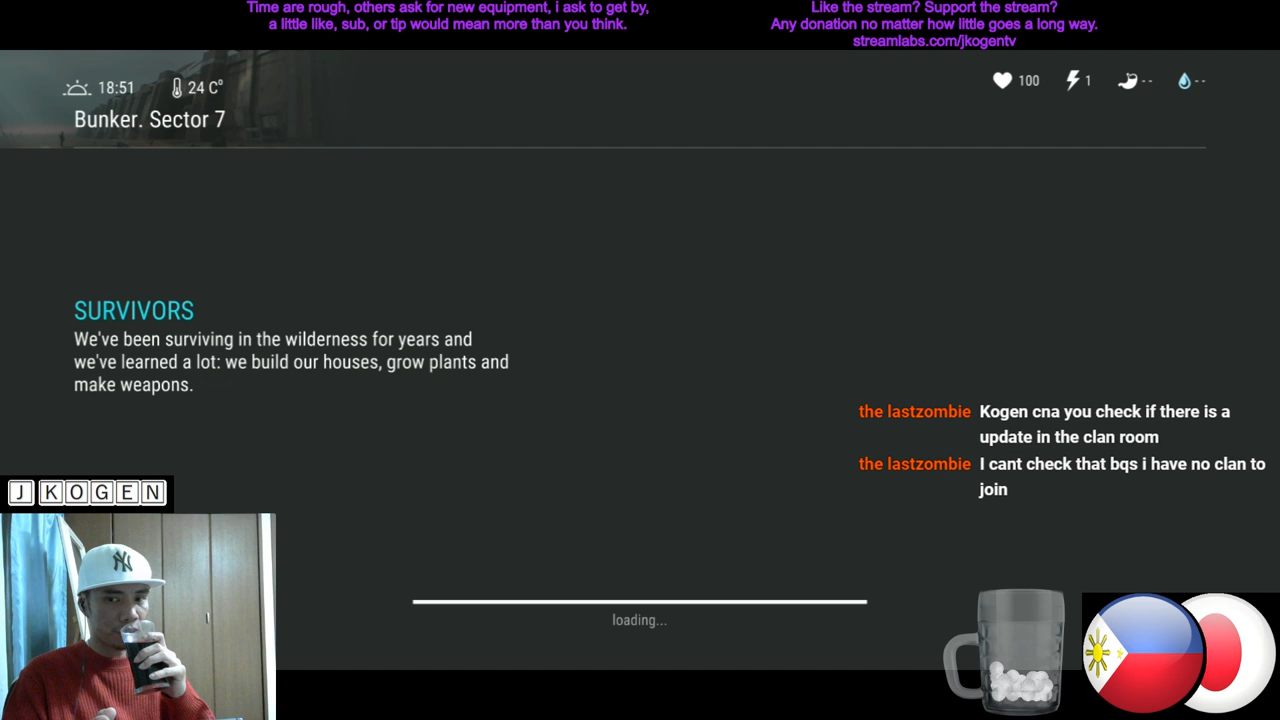 Time are rough, others ask for new equipment, i ask to get by,
a little like, sub, or tip would mean more than you think.
Like the stream? Support the stream?
Any donation no matter how little goes a long way.
streamlabs.com/jkogentv
18:51
24 C°
100
1
--
--
Bunker. Sector 7
SURVIVORS
We've been surviving in the wilderness for years and
we've learned a lot: we build our houses, grow plants and
make weapons.
the lastzombie Kogen cna you check if there is a
update in the clan room
the lastzombie I cant check that bqs i have no clan to
join
J KOGEN
NY
loading...